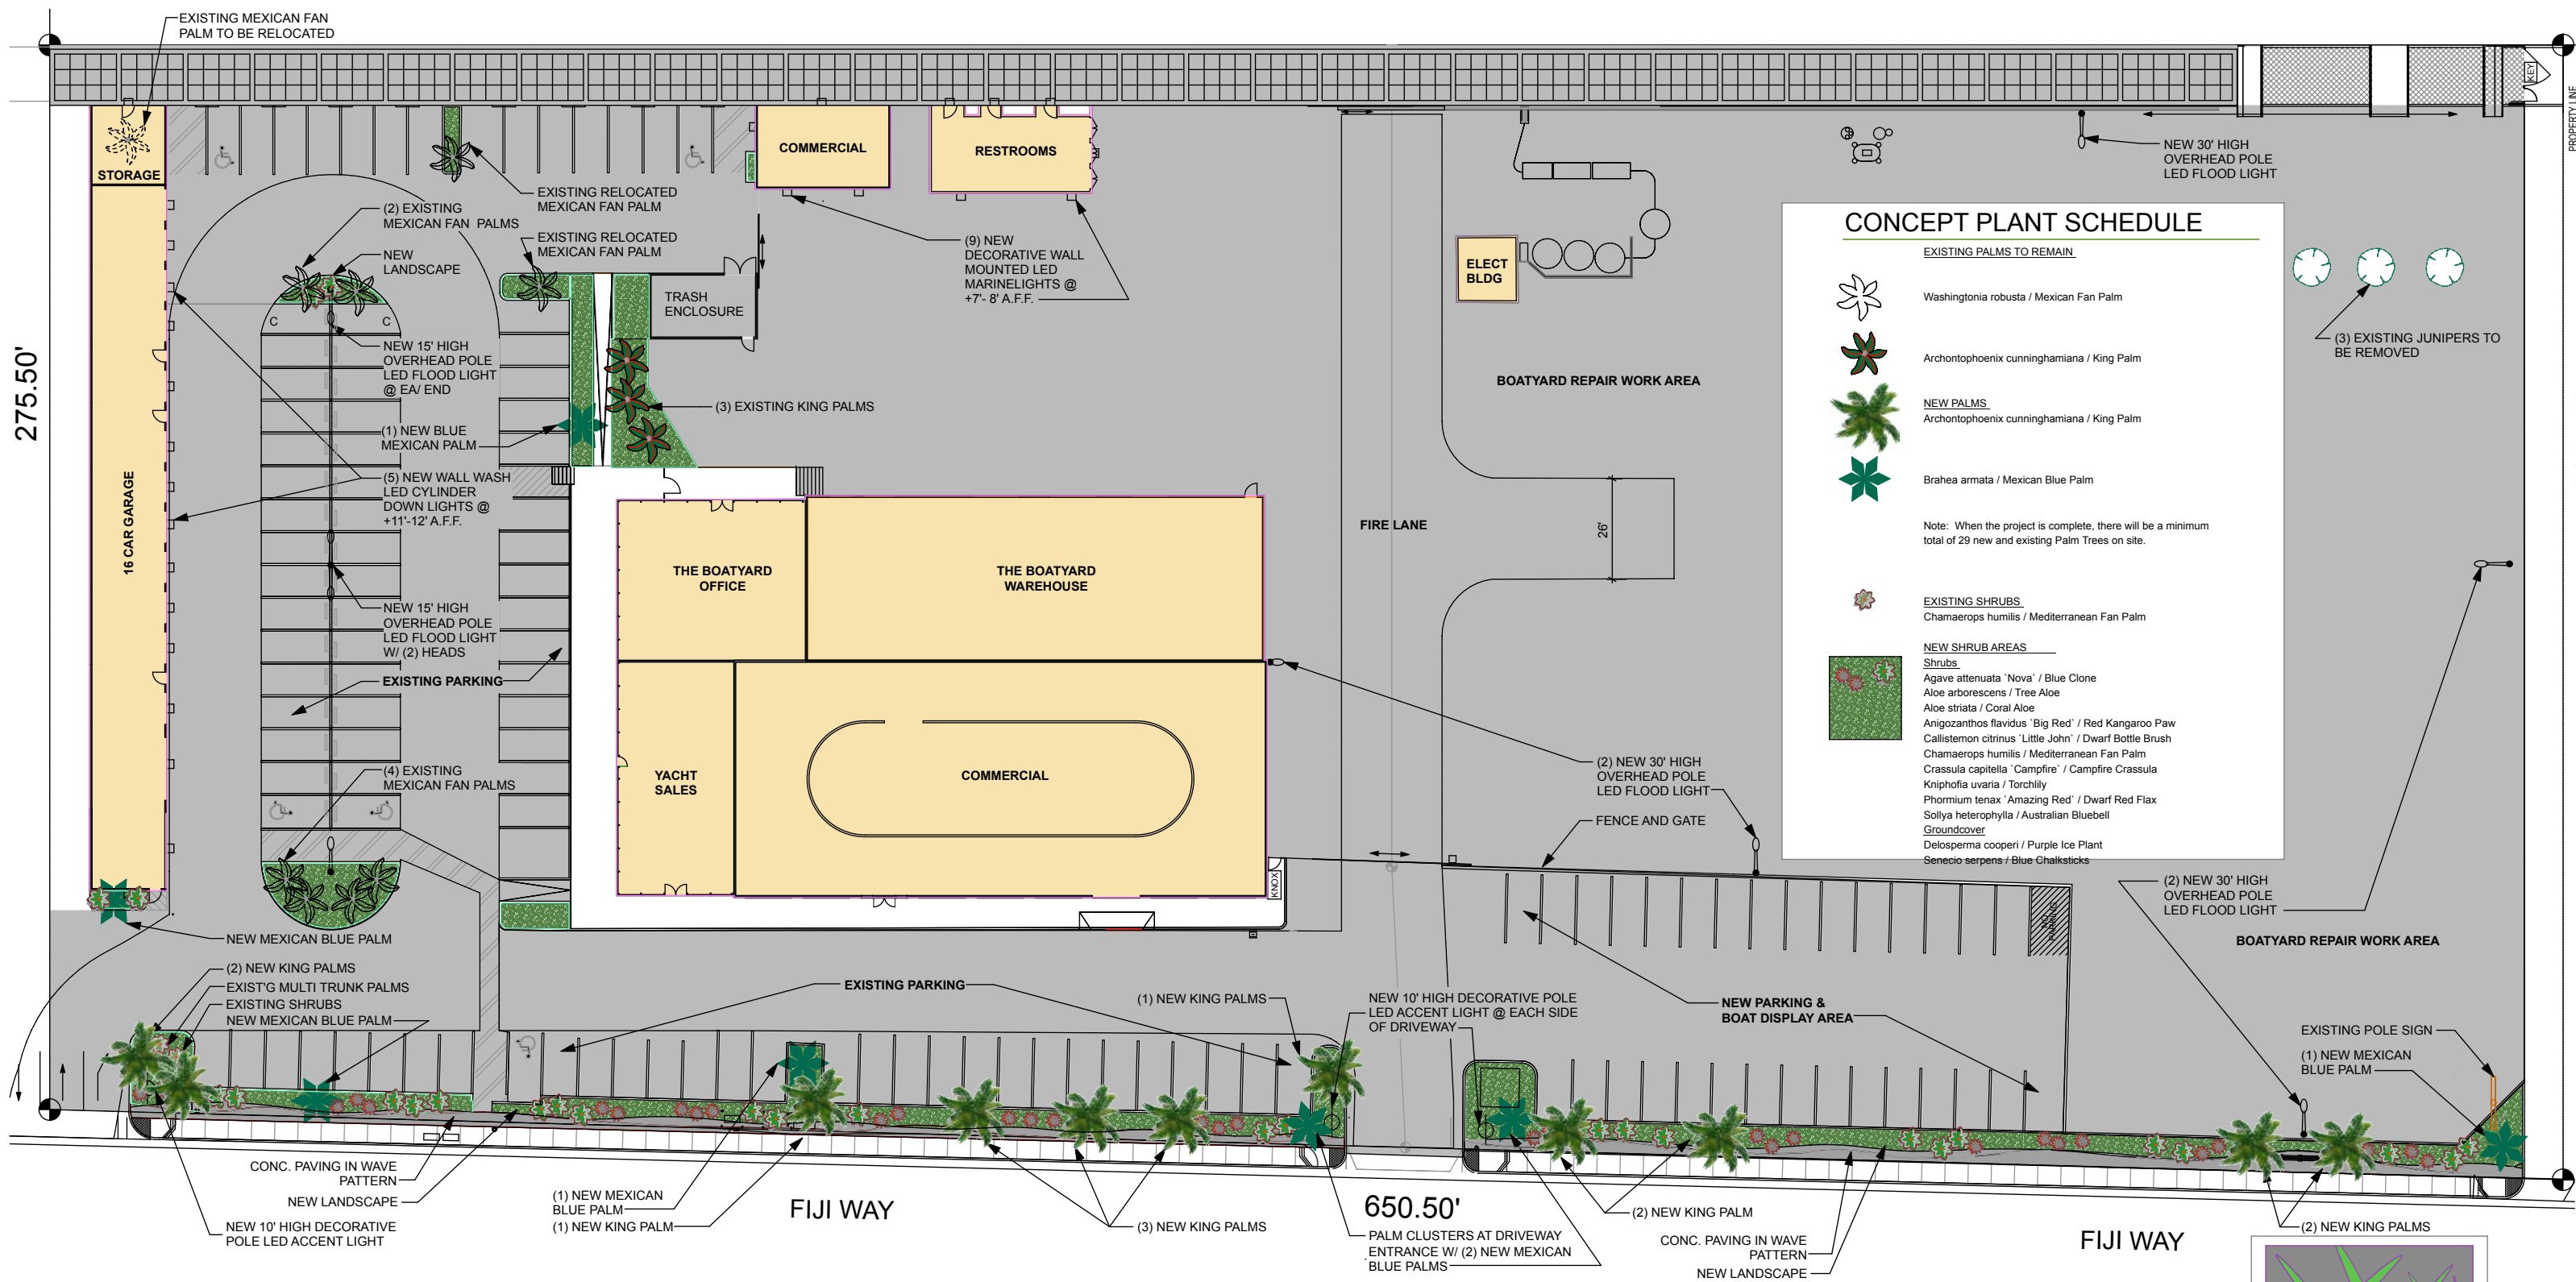 EXISTING MEXICAN FAN
PALM TO BE RELOCATED
KEY
PROPERTY LINE
STORAGE
COMMERCIAL
RESTROOMS
NEW 30' HIGH
OVERHEAD POLE
LED FLOOD LIGHT
EXISTING RELOCATED
MEXICAN FAN PALM
(2) EXISTING
MEXICAN FAN PALMS
EXISTING RELOCATED
MEXICAN FAN PALM
NEW
LANDSCAPE
(9) NEW
DECORATIVE WALL
MOUNTED LED
MARINELIGHTS @
+7'- 8' A.F.F.
TRASH
ENCLOSURE
ELECT
BLDG
C
C
NEW 15' HIGH
OVERHEAD POLE
LED FLOOD LIGHT
@ EA/ END
275.50'
(3) EXISTING KING PALMS
(1) NEW BLUE
MEXICAN PALM
BOATYARD REPAIR WORK AREA
(5) NEW WALL WASH
LED CYLINDER
DOWN LIGHTS @
+11'-12' A.F.F.
16 CAR GARAGE
FIRE LANE
26'
THE BOATYARD
OFFICE
THE BOATYARD
WAREHOUSE
NEW 15' HIGH
OVERHEAD POLE
LED FLOOD LIGHT
W/ (2) HEADS
EXISTING PARKING
CONCEPT PLANT SCHEDULE
EXISTING PALMS TO REMAIN
Washingtonia robusta / Mexican Fan Palm
Archontophoenix cunninghamiana / King Palm
NEW PALMS
Archontophoenix cunninghamiana / King Palm
Brahea armata / Mexican Blue Palm
Note: When the project is complete, there will be a minimum
total of 29 new and existing Palm Trees on site.
EXISTING SHRUBS
Chamaerops humilis / Mediterranean Fan Palm
NEW SHRUB AREAS
Shrubs
Agave attenuata `Nova` / Blue Clone
Aloe arborescens / Tree Aloe
Aloe striata / Coral Aloe
Anigozanthos flavidus `Big Red` / Red Kangaroo Paw
Callistemon citrinus `Little John` / Dwarf Bottle Brush
Chamaerops humilis / Mediterranean Fan Palm
Crassula capitella `Campfire` / Campfire Crassula
Kniphofia uvaria / Torchlily
Phormium tenax `Amazing Red` / Dwarf Red Flax
Sollya heterophylla / Australian Bluebell
Groundcover
Delosperma cooperi / Purple Ice Plant
Senecio serpens / Blue Chalksticks
(3) EXISTING JUNIPERS TO
BE REMOVED
(4) EXISTING
MEXICAN FAN PALMS
YACHT
SALES
COMMERCIAL
(2) NEW 30' HIGH
OVERHEAD POLE
LED FLOOD LIGHT
FENCE AND GATE
KNOX
NO
PARKING
(2) NEW 30' HIGH
OVERHEAD POLE
LED FLOOD LIGHT
BOATYARD REPAIR WORK AREA
NEW MEXICAN BLUE PALM
(2) NEW KING PALMS
EXIST'G MULTI TRUNK PALMS
EXISTING SHRUBS
NEW MEXICAN BLUE PALM
EXISTING PARKING
(1) NEW KING PALMS
NEW 10' HIGH DECORATIVE POLE
LED ACCENT LIGHT @ EACH SIDE
OF DRIVEWAY
NEW PARKING &
BOAT DISPLAY AREA
EXISTING POLE SIGN
(1) NEW MEXICAN
BLUE PALM
CONC. PAVING IN WAVE
PATTERN
NEW LANDSCAPE
NEW 10' HIGH DECORATIVE
POLE LED ACCENT LIGHT
(1) NEW MEXICAN
BLUE PALM
(1) NEW KING PALM
FIJI WAY
(3) NEW KING PALMS
650.50'
PALM CLUSTERS AT DRIVEWAY
ENTRANCE W/ (2) NEW MEXICAN
BLUE PALMS
(2) NEW KING PALM
CONC. PAVING IN WAVE
PATTERN
NEW LANDSCAPE
FIJI WAY
(2) NEW KING PALMS